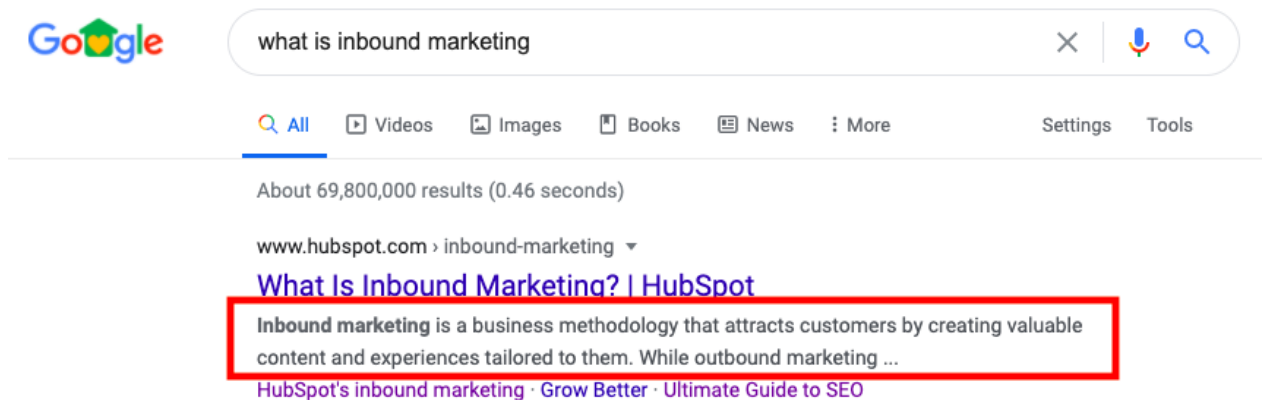 Google
what is inbound marketing
All Videos Images Books News More Settings Tools
About 69,800,000 results (0.46 seconds)
www.hubspot.com › inbound-marketing
What Is Inbound Marketing? | HubSpot
Inbound marketing is a business methodology that attracts customers by creating valuable
content and experiences tailored to them. While outbound marketing ...
HubSpot's inbound marketing · Grow Better · Ultimate Guide to SEO